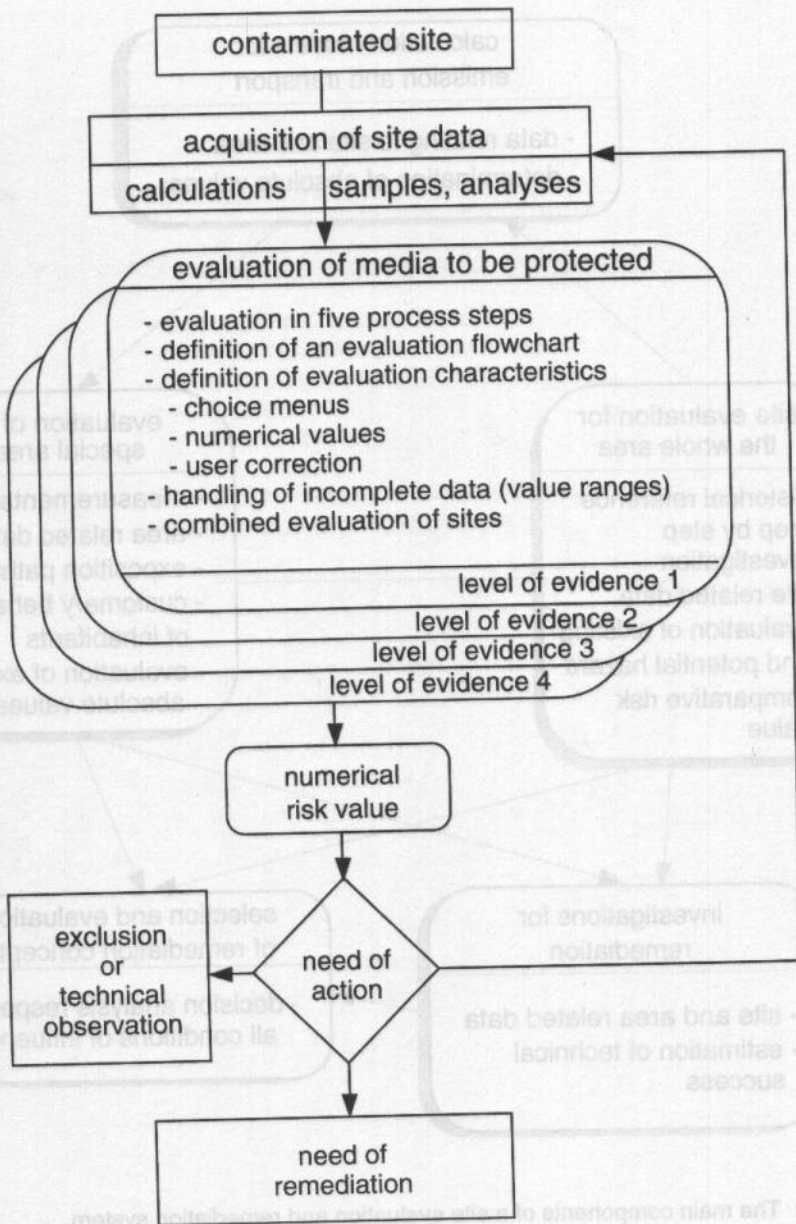 contaminated site
acquisition of site data
calculations
samples, analyses
evaluation of media to be protected
- evaluation in five process steps
- definition of an evaluation flowchart
- definition of evaluation characteristics
- choice menus
- numerical values
- user correction
- handling of incomplete data (value ranges)
- combined evaluation of sites
level of evidence 1
level of evidence 2
level of evidence 3
level of evidence 4
numerical
risk value
exclusion
or
technical
observation
need of
action
need of
remediation